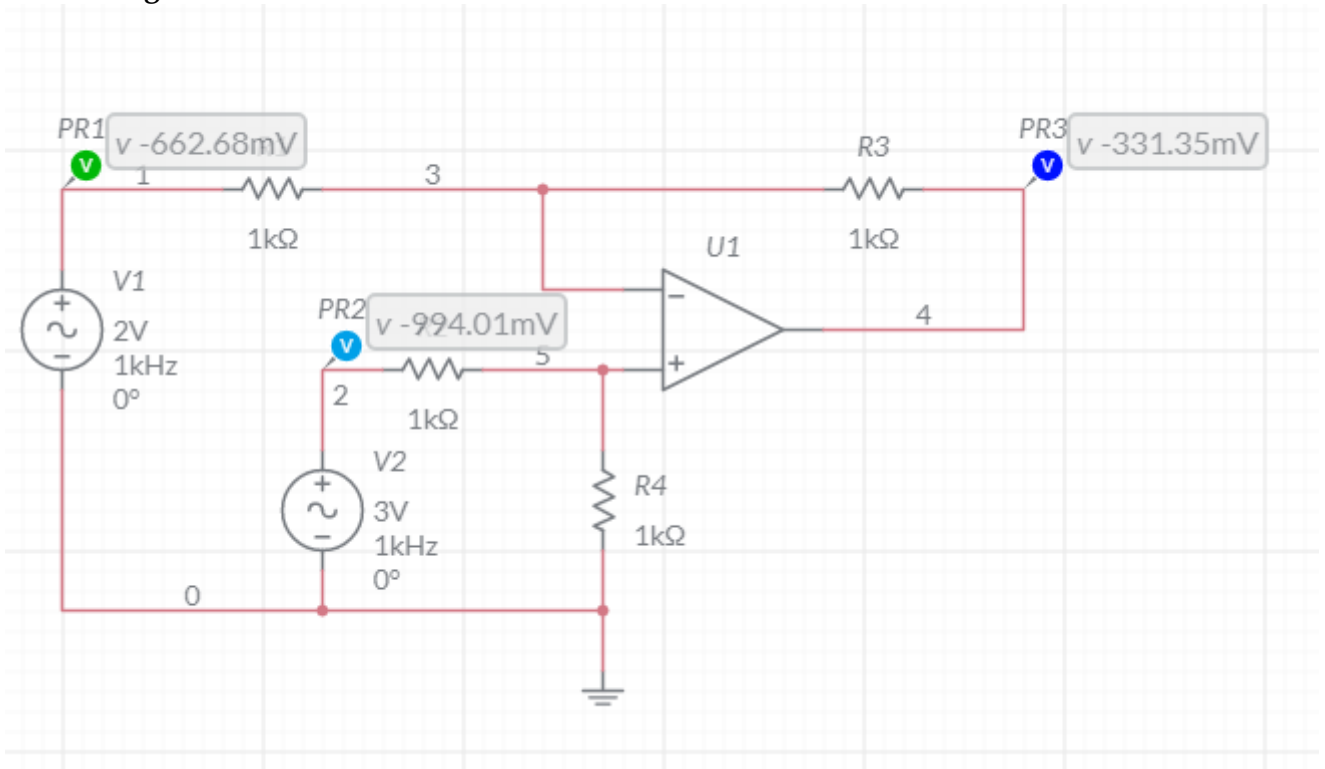 PR1
v -662.68mV
V
1
1kΩ
3
R3
1kΩ
PR3
v -331.35mV
V
U1
−
+
4
V1
+
−
2V
1kHz
0°
PR2
v -994.01mV
V
2
1kΩ
5
V2
+
−
3V
1kHz
0°
R4
1kΩ
0